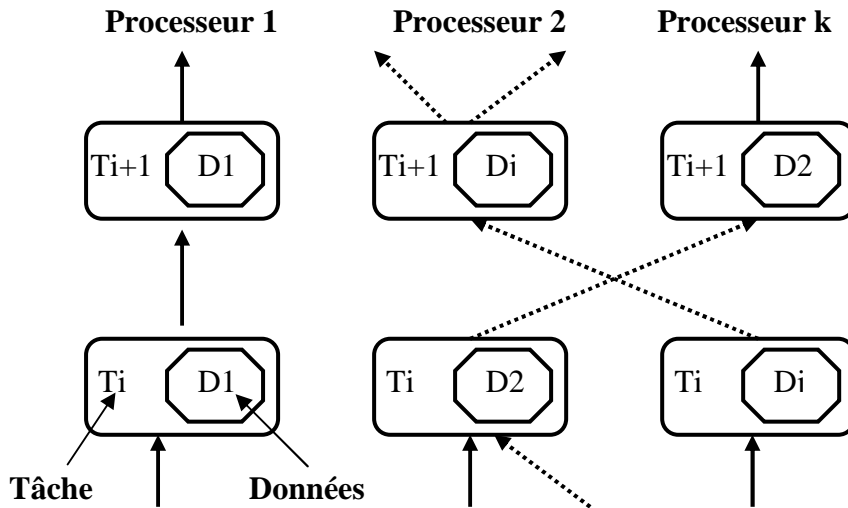 Processeur 1 Processeur 2 Processeur k
Ti+1 D1 Ti+1 Di Ti+1 D2
Ti D1 Ti D2 Ti Di
Tâche Données